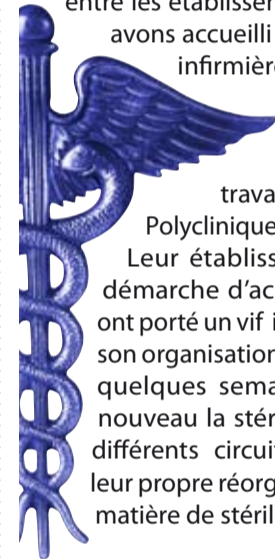 entre les établissem
avons accueilli
infirmière
trava
Polyclinique
Leur établiss
démarche d'ac
ont porté un vif i
son organisation
quelques sema
nouveau la stér
différents circui
leur propre réorg
matière de stéril